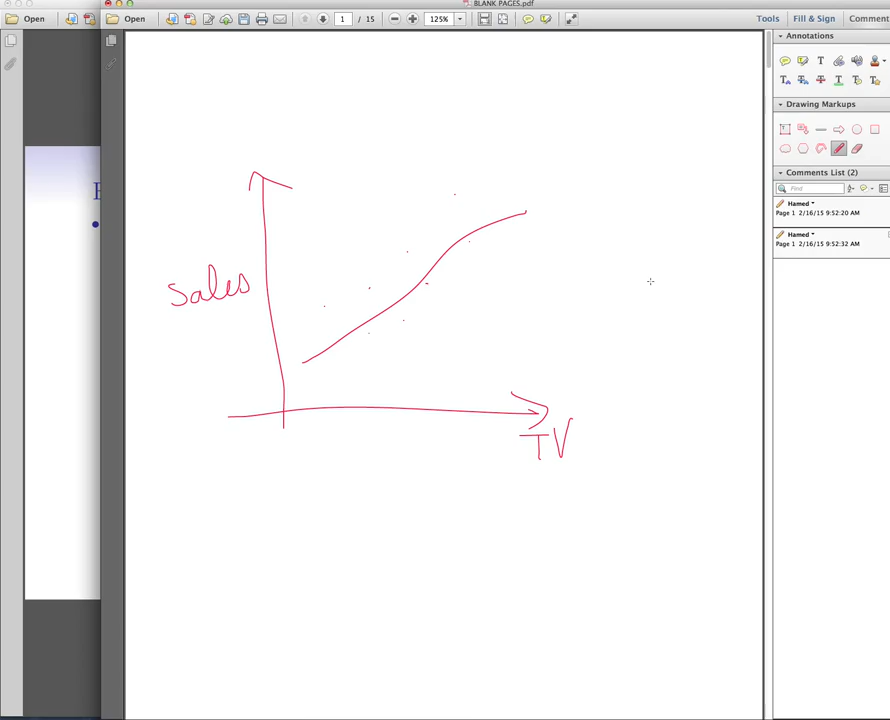 BLANK PAGES.pdf
Open
Open
1 / 15
125%
Tools
Fill & Sign
Comment
Annotations
T
T
Drawing Markups
Comments List (2)
Find
Hamed
Page 1 2/16/15 9:52:20 AM
Hamed
Page 1 2/16/15 9:52:32 AM
Sales
TV